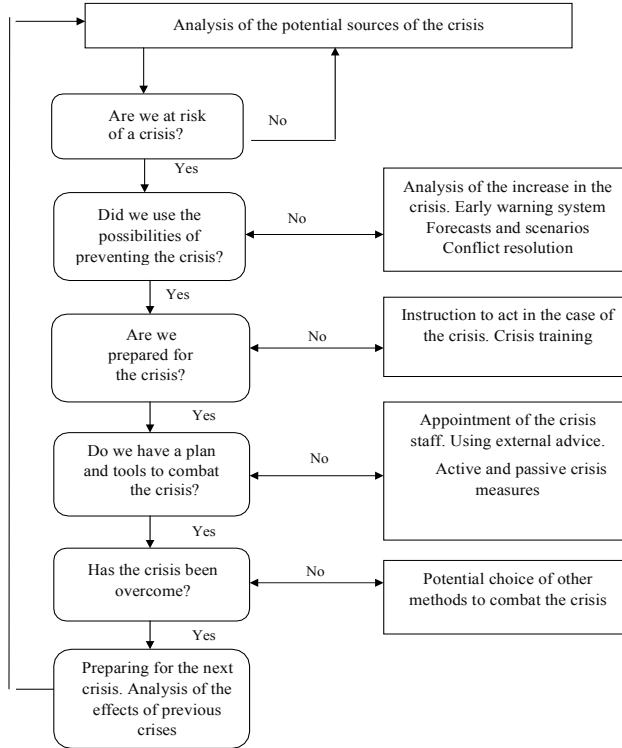 Analysis of the potential sources of the crisis
Are we at risk
of a crisis?
No
Yes
Did we use the
possibilities of
preventing the crisis?
No
Analysis of the increase in the
crisis. Early warning system
Forecasts and scenarios
Conflict resolution
Yes
Are we
prepared for
the crisis?
No
Instruction to act in the case of
the crisis. Crisis training
Yes
Do we have a plan
and tools to combat
the crisis?
No
Appointment of the crisis
staff. Using external advice.
Active and passive crisis
measures
Yes
Has the crisis been
overcome?
No
Potential choice of other
methods to combat the crisis
Yes
Preparing for the next
crisis. Analysis of the
effects of previous
crises